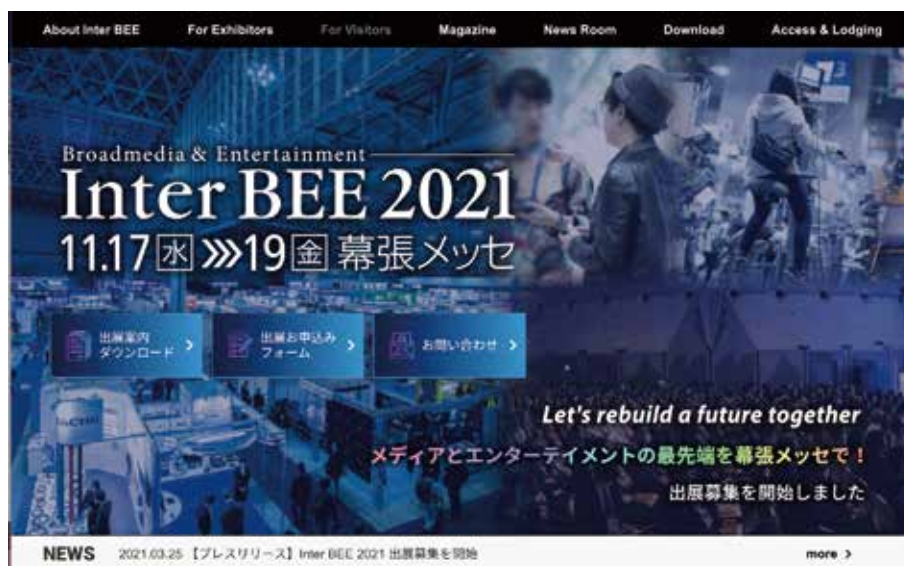 About Inter BEE For Exhibitors For Visitors Magazine News Room Download Access & Lodging
Broadmedia & Entertainment
Inter BEE 2021
11.17 水 >>> 19 金 幕張メッセ
出展案内
ダウンロード >
出展お申込み
フォーム >
お問い合わせ >
Let's rebuild a future together
メディアとエンターテイメントの最先端を幕張メッセで！
出展募集を開始しました
NEWS 2021.03.25 【プレスリリース】Inter BEE 2021 出展募集を開始 more >